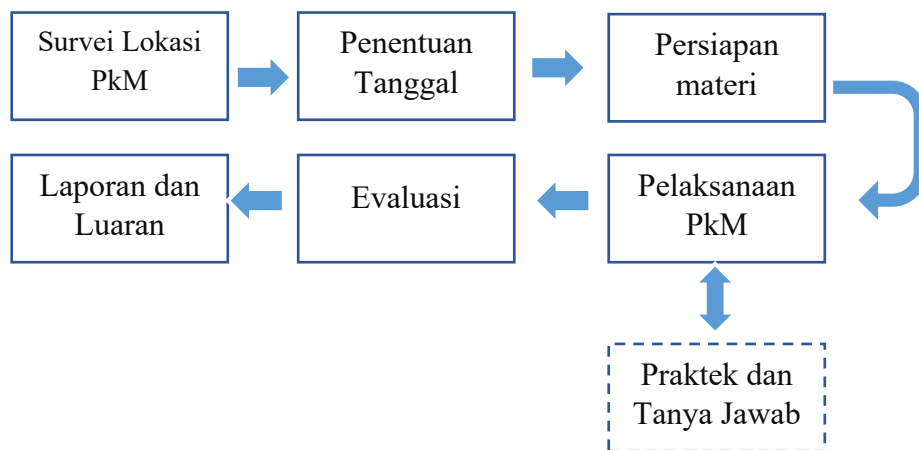 Survei Lokasi
PkM
Penentuan
Tanggal
Persiapan
materi
Pelaksanaan
PkM
Evaluasi
Laporan dan
Luaran
Praktek dan
Tanya Jawab